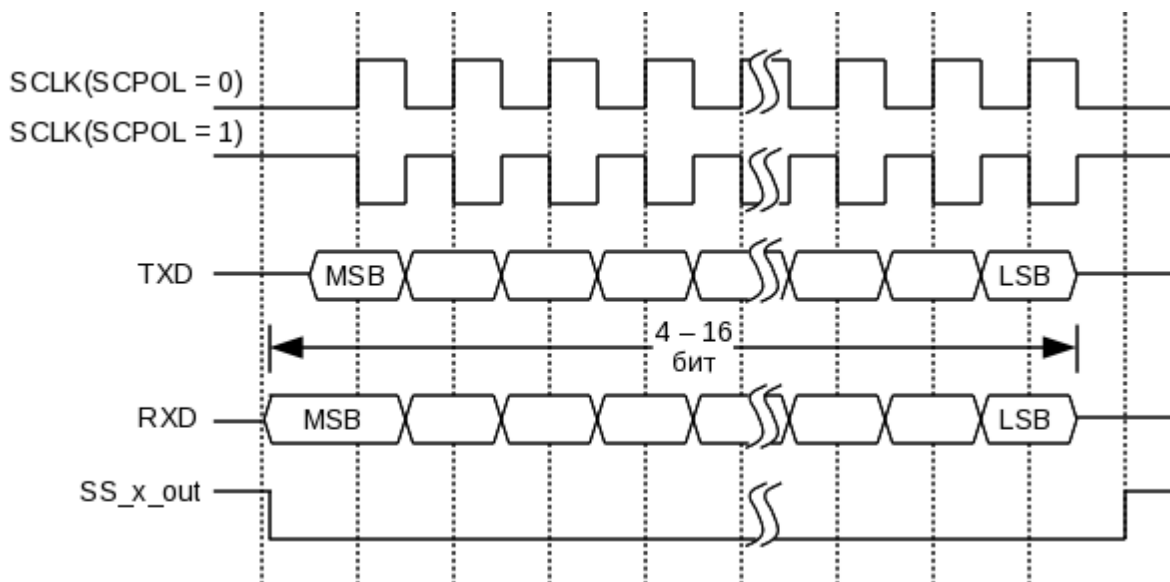 SCLK(SCPOL = 0)
SCLK(SCPOL = 1)
TXD
MSB
LSB
4 – 16
бит
RXD
MSB
LSB
SS_x_out